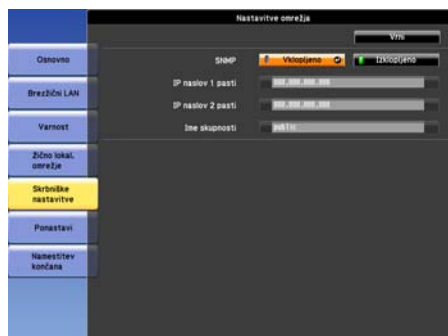 Nastavitve omrežja
Vrni
Osnovno
Brezžični LAN
Varnost
Žično lokal. omrežje
Skrbniške nastavitve
Ponastavi
Namestitev končana
SNMP
Vklopljeno
Izklopljeno
IP naslov 1 pasti
IP naslov 2 pasti
Ime skupnosti
public